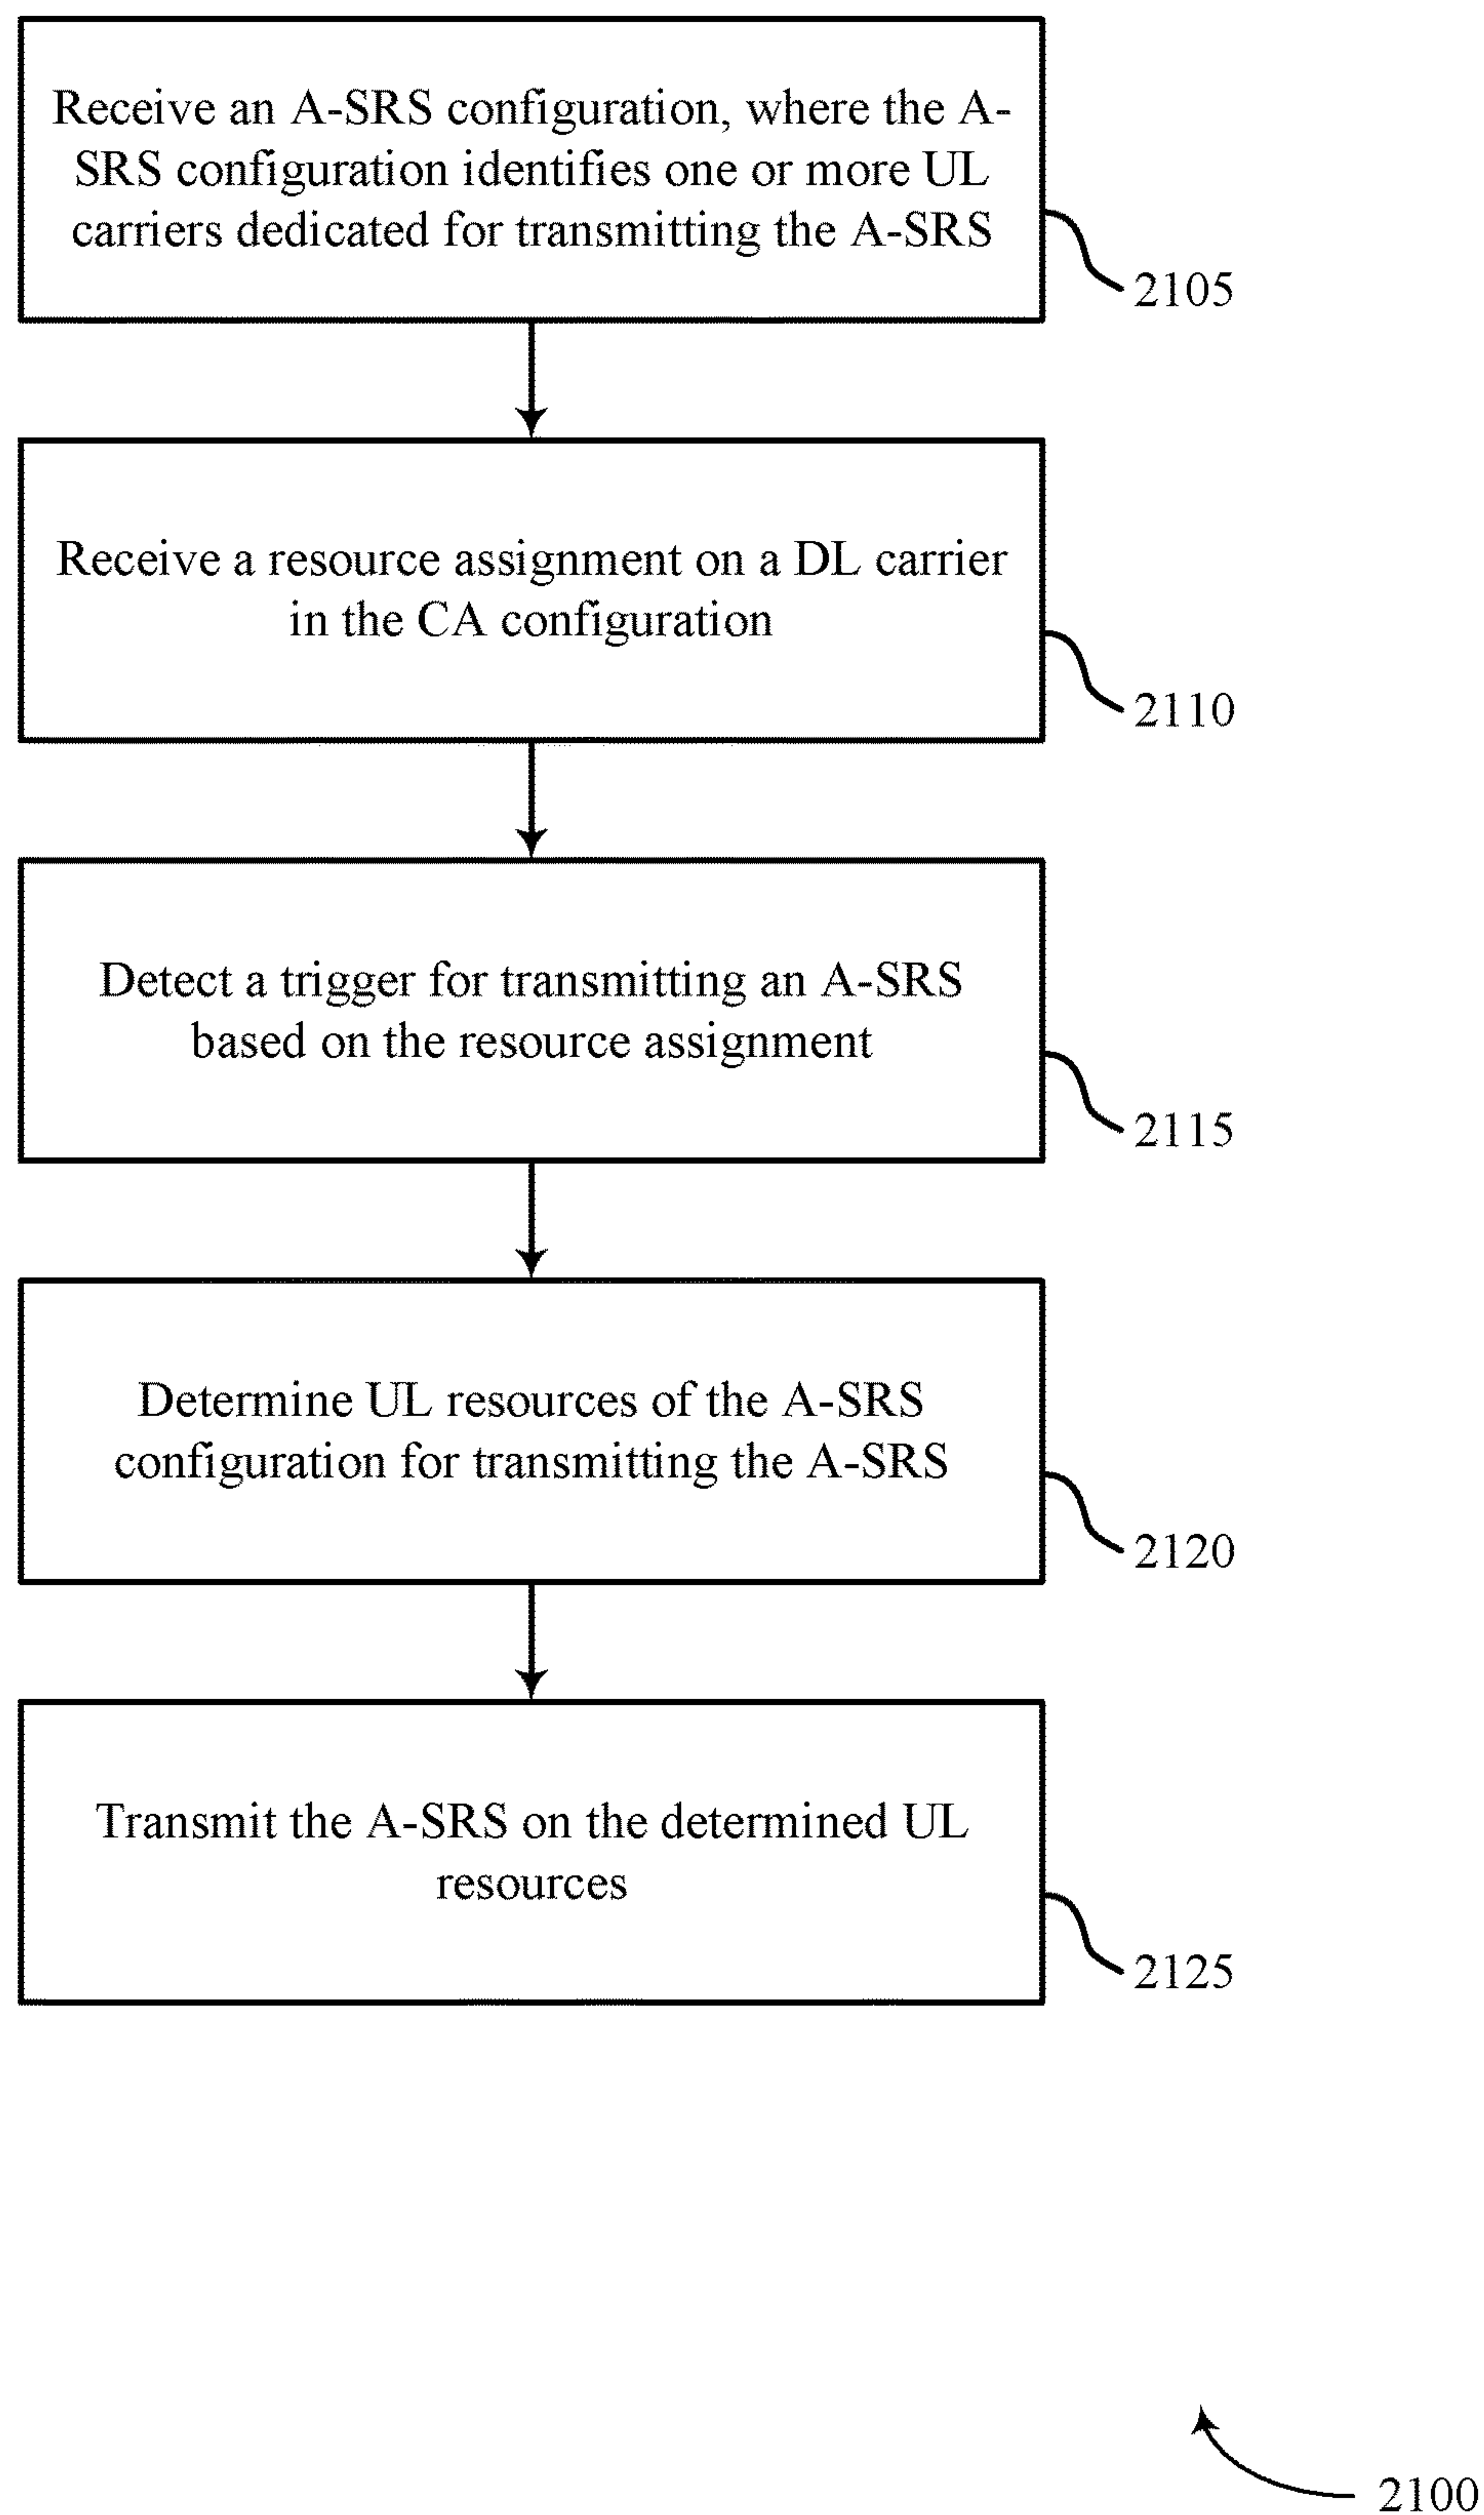 Receive an A-SRS configuration, where the A-
SRS configuration identifies one or more UL
carriers dedicated for transmitting the A-SRS
2105
Receive a resource assignment on a DL carrier
in the CA configuration
2110
Detect a trigger for transmitting an A-SRS
based on the resource assignment
2115
Determine UL resources of the A-SRS
configuration for transmitting the A-SRS
2120
Transmit the A-SRS on the determined UL
resources
2125
2100